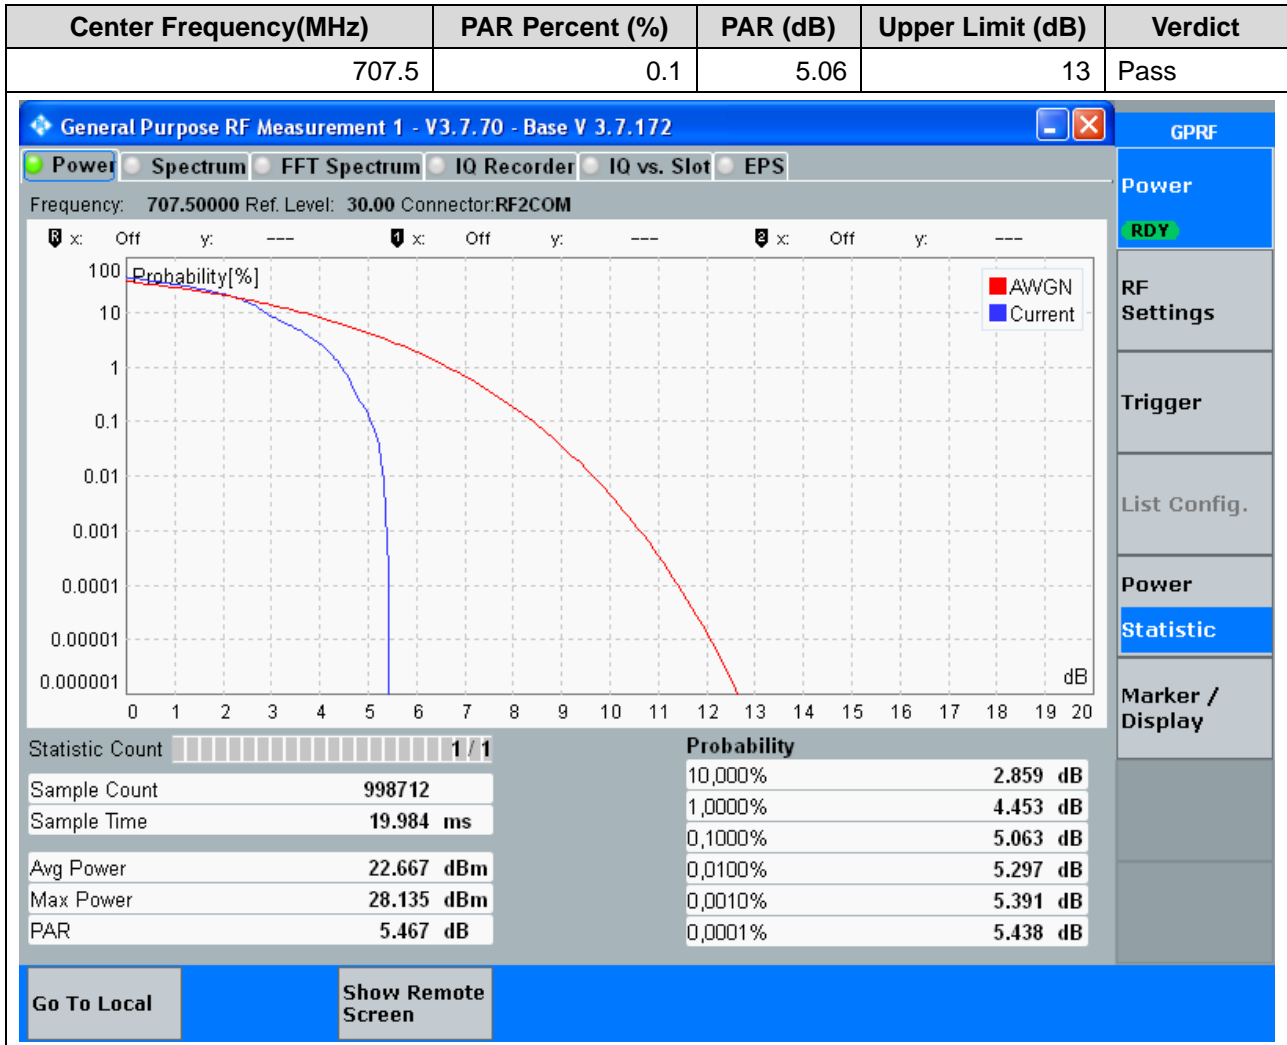 Center Frequency(MHz) PAR Percent (%) PAR (dB) Upper Limit (dB) Verdict
707.5 0.1 5.06 13 Pass
General Purpose RF Measurement 1 - V3.7.70 - Base V 3.7.172
GPRF
Power Spectrum FFT Spectrum IQ Recorder IQ vs. Slot EPS
Power
RDY
Frequency: 707.50000 Ref. Level: 30.00 Connector:RF2COM
R x: Off y: --- 1 x: Off y: --- 2 x: Off y: ---
Probability[%]
AWGN
Current
100
10
1
0.1
0.01
0.001
0.0001
0.00001
0.000001
dB
0 1 2 3 4 5 6 7 8 9 10 11 12 13 14 15 16 17 18 19 20
RF
Settings
Trigger
List Config.
Power
Statistic
Marker /
Display
Statistic Count 1 / 1
Sample Count 998712
Sample Time 19.984 ms
Avg Power 22.667 dBm
Max Power 28.135 dBm
PAR 5.467 dB
Probability
10,000% 2.859 dB
1,0000% 4.453 dB
0,1000% 5.063 dB
0,0100% 5.297 dB
0,0010% 5.391 dB
0,0001% 5.438 dB
Go To Local
Show Remote
Screen